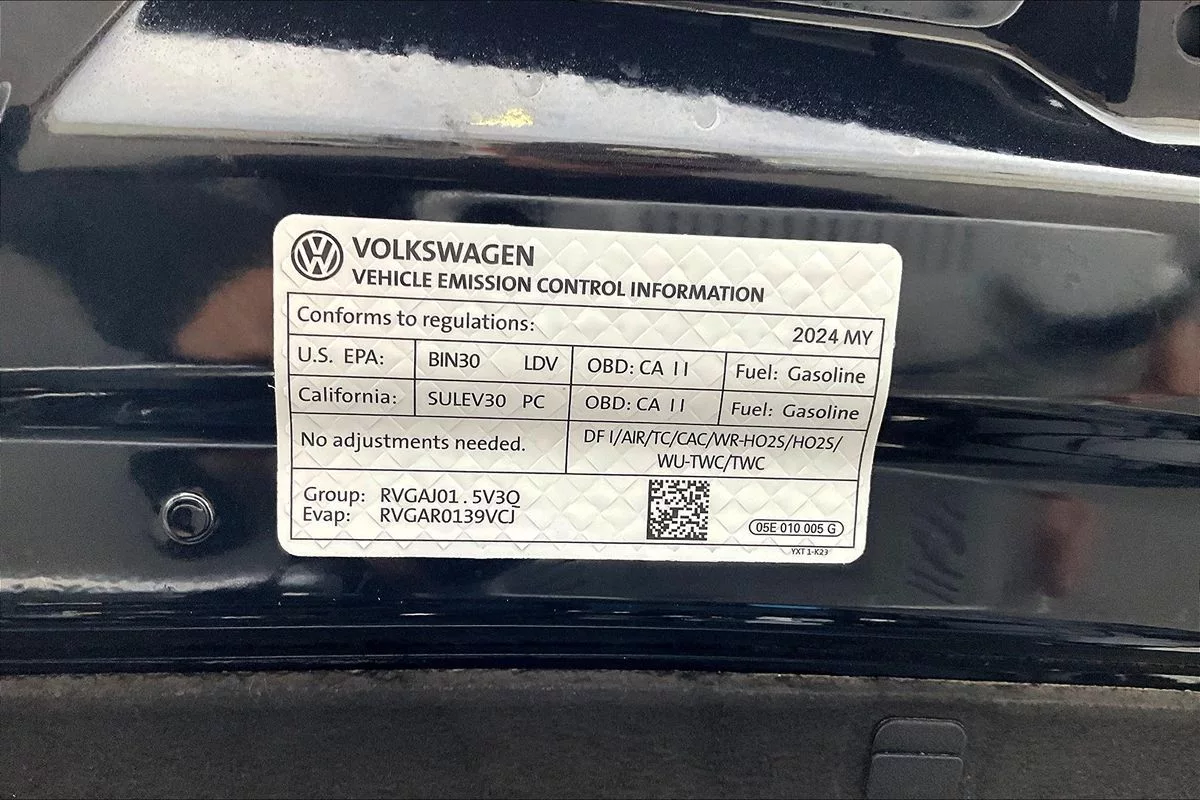 VOLKSWAGEN
VEHICLE EMISSION CONTROL INFORMATION
Conforms to regulations: 2024 MY
U.S. EPA: BIN30 LDV OBD: CA II Fuel: Gasoline
California: SULEV30 PC OBD: CA II Fuel: Gasoline
No adjustments needed. DF I/AIR/TC/CAC/WR-HO2S/HO2S/
WU-TWC/TWC
Group: RVGAJ01.5V3Q
Evap: RVGAR0139VCJ
05E 010 005 G
YXT 1-K23